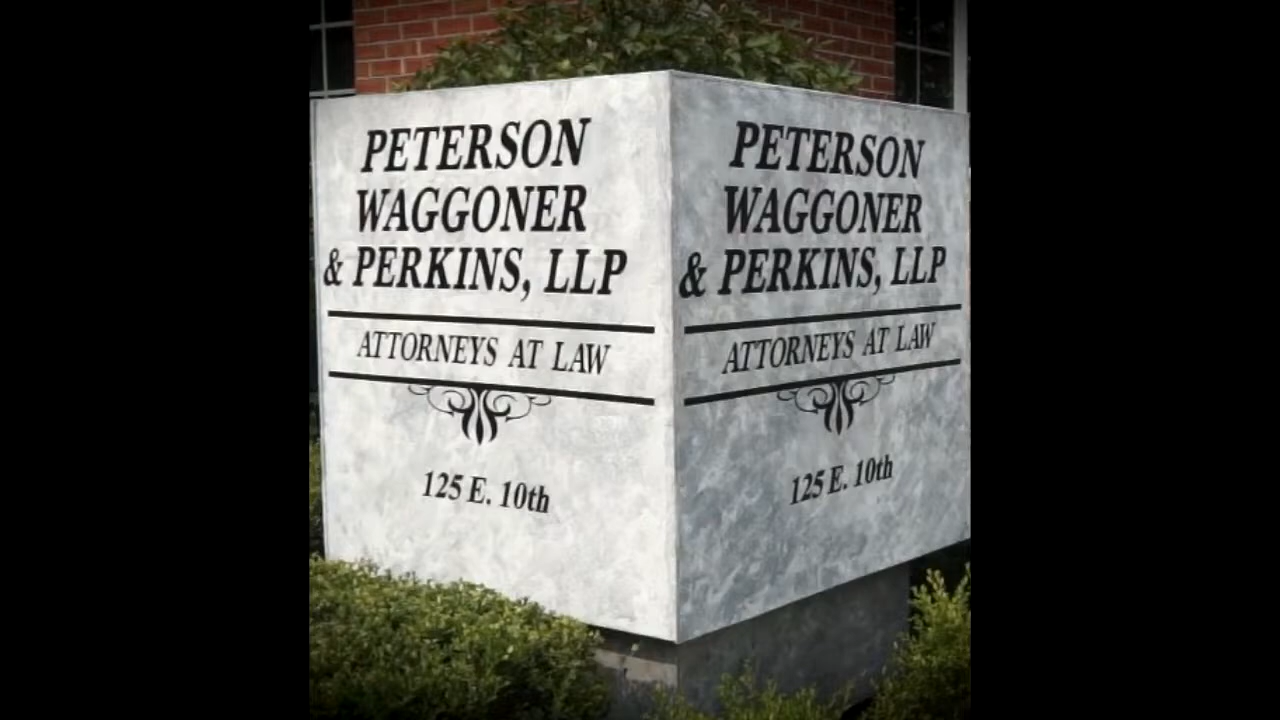 PETERSON
WAGGONER
& PERKINS, LLP
ATTORNEYS AT LAW
125 E. 10th
PETERSON
WAGGONER
& PERKINS, LLP
ATTORNEYS AT LAW
125 E. 10th